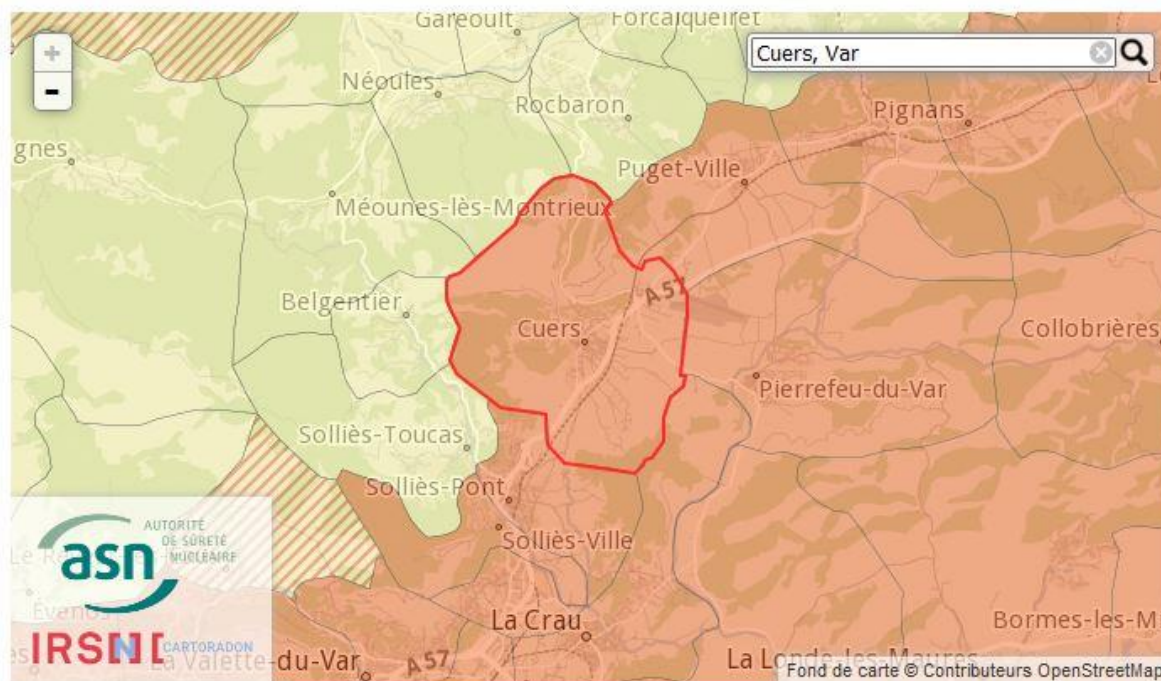 Garéoult
Forcalqueiret
Cuers, Var
+
-
Néoules
Rocbaron
Pignans
gnes
Puget-Ville
Méounes-lès-Montrieux
A 57
Belgentier
Cuers
Collobrières
Pierrefeu-du-Var
Solliès-Toucas
Solliès-Pont
Solliès-Ville
AUTORITÉ
DE SÛRETÉ
NUCLÉAIRE
asn
Évenos
La Crau
Bormes-les-M
IRSN
CARTORADON
La Valette-du-Var
A 57
La Londe-les-Maures
Fond de carte © Contributeurs OpenStreetMap